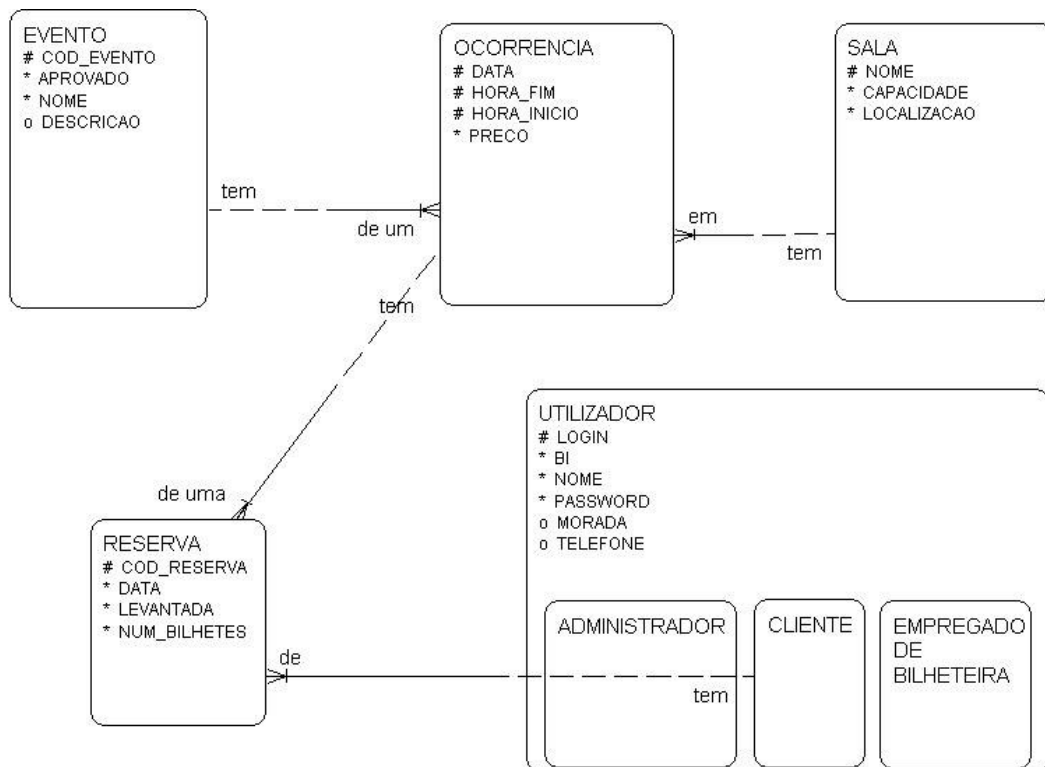 EVENTO
# COD_EVENTO
* APROVADO
* NOME
o DESCRICAO
OCORRENCIA
# DATA
# HORA_FIM
# HORA_INICIO
* PRECO
SALA
# NOME
* CAPACIDADE
* LOCALIZACAO
tem
de um
em
tem
tem
de uma
UTILIZADOR
# LOGIN
* BI
* NOME
* PASSWORD
o MORADA
o TELEFONE
RESERVA
# COD_RESERVA
* DATA
* LEVANTADA
* NUM_BILHETES
de
tem
ADMINISTRADOR
CLIENTE
EMPREGADO
DE
BILHETEIRA